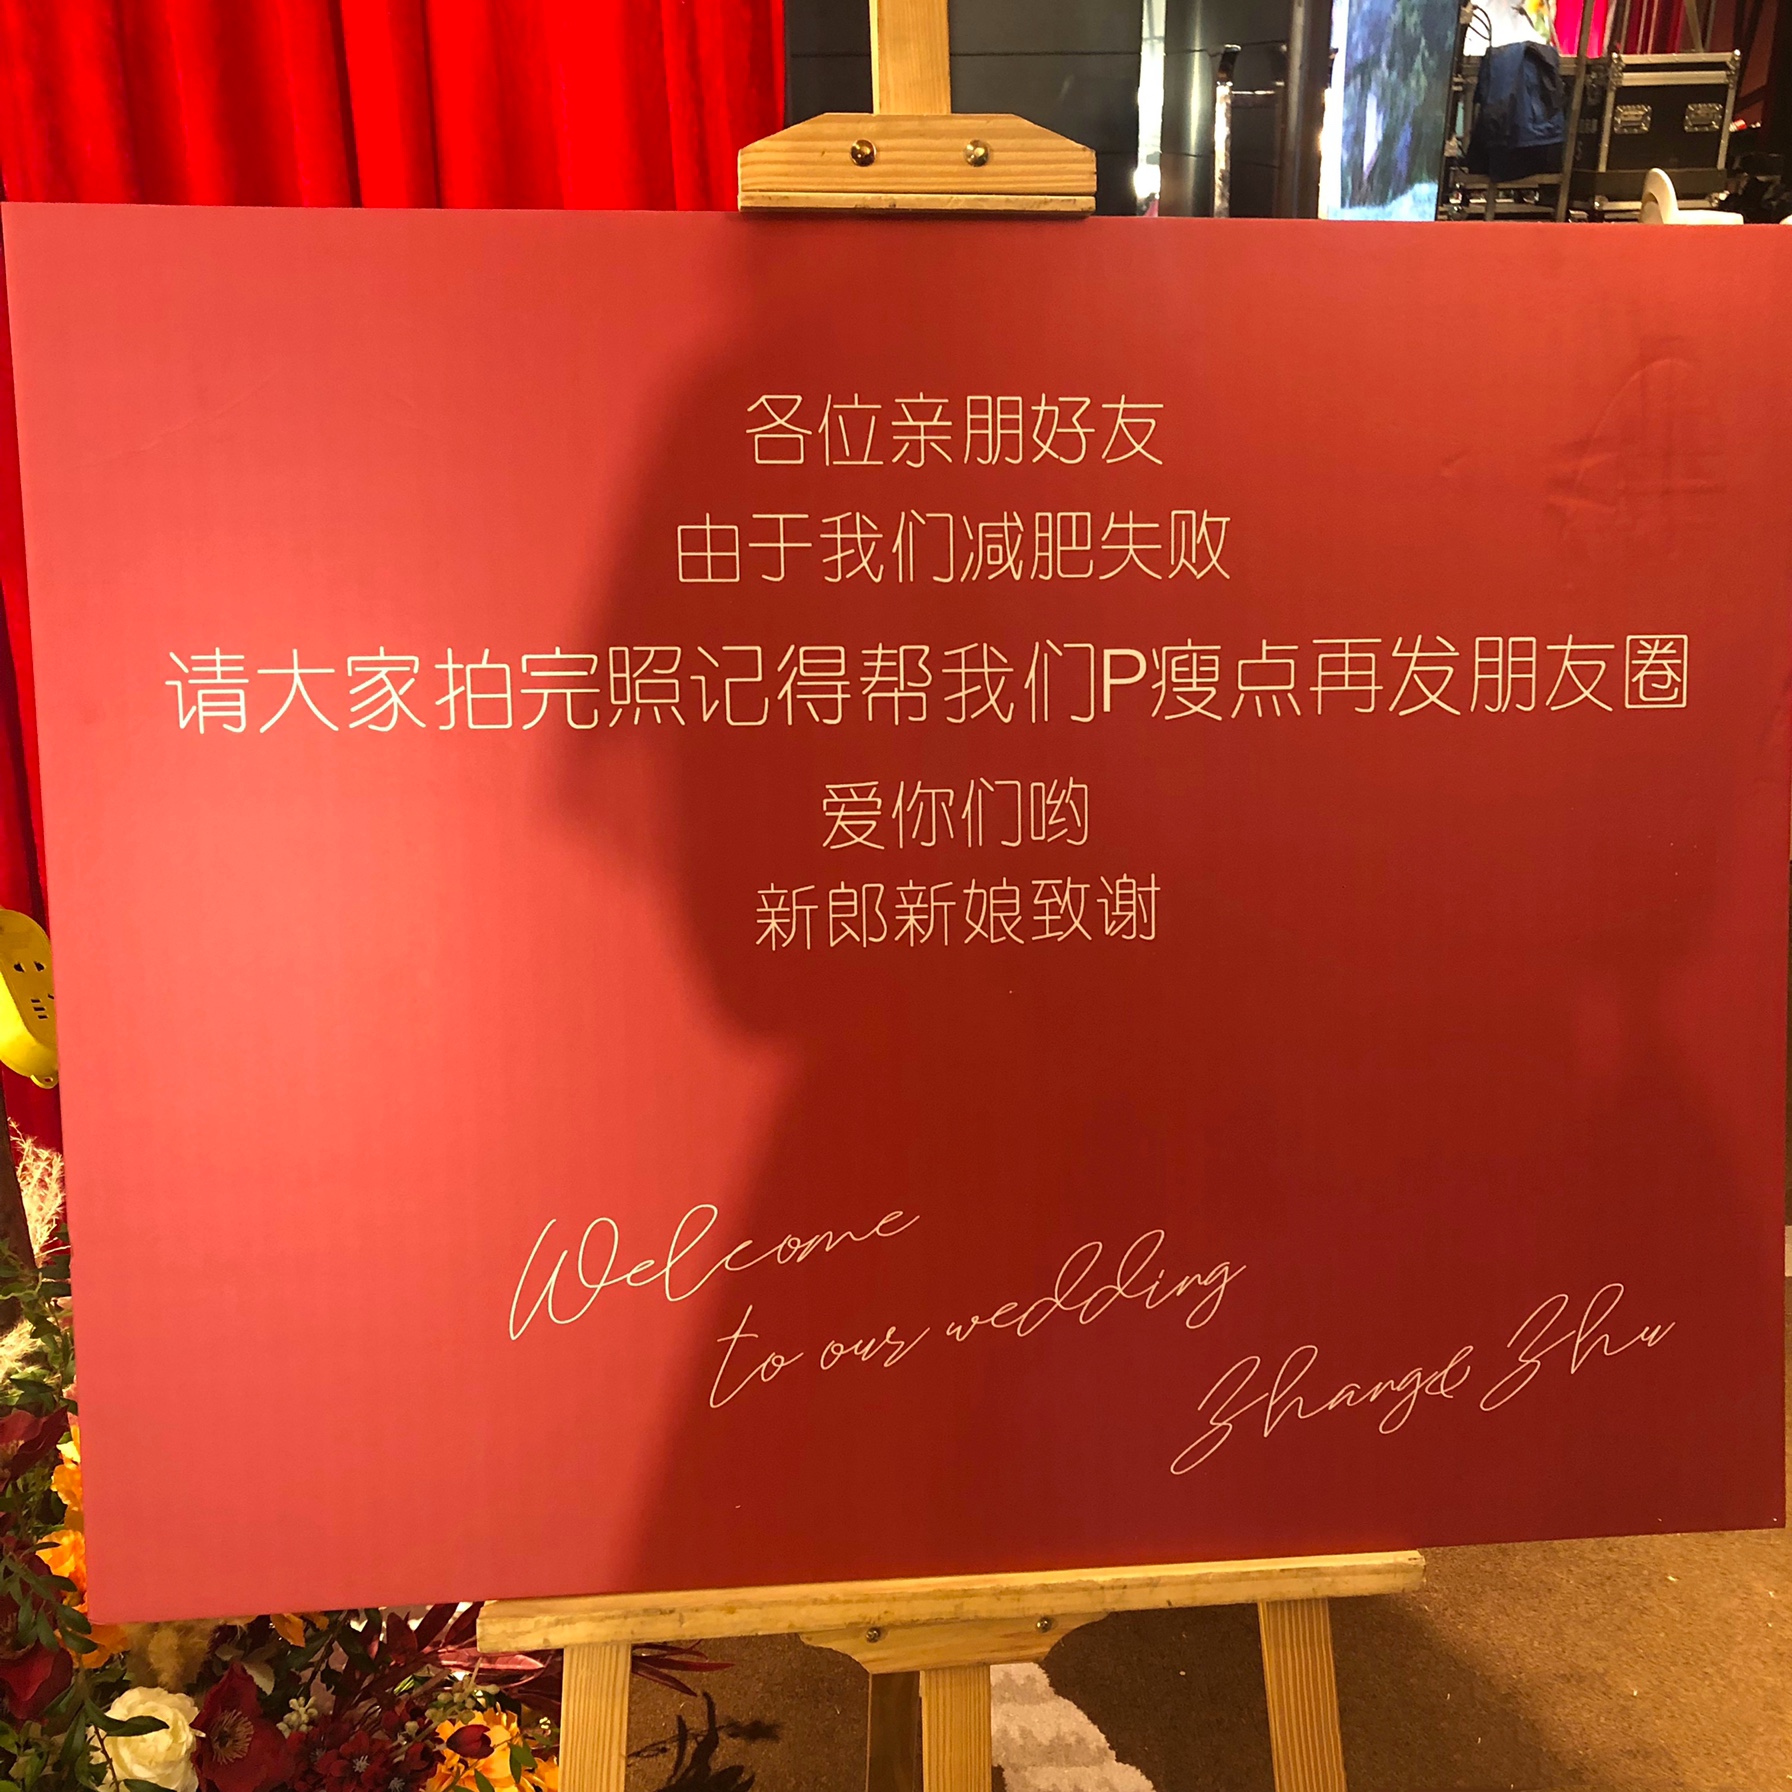 各位亲朋好友
由于我们减肥失败
请大家拍完照记得帮我们P瘦点再发朋友圈
爱你们哟
新郎新娘致谢
Welcome
to our wedding
Zhang& Zhu